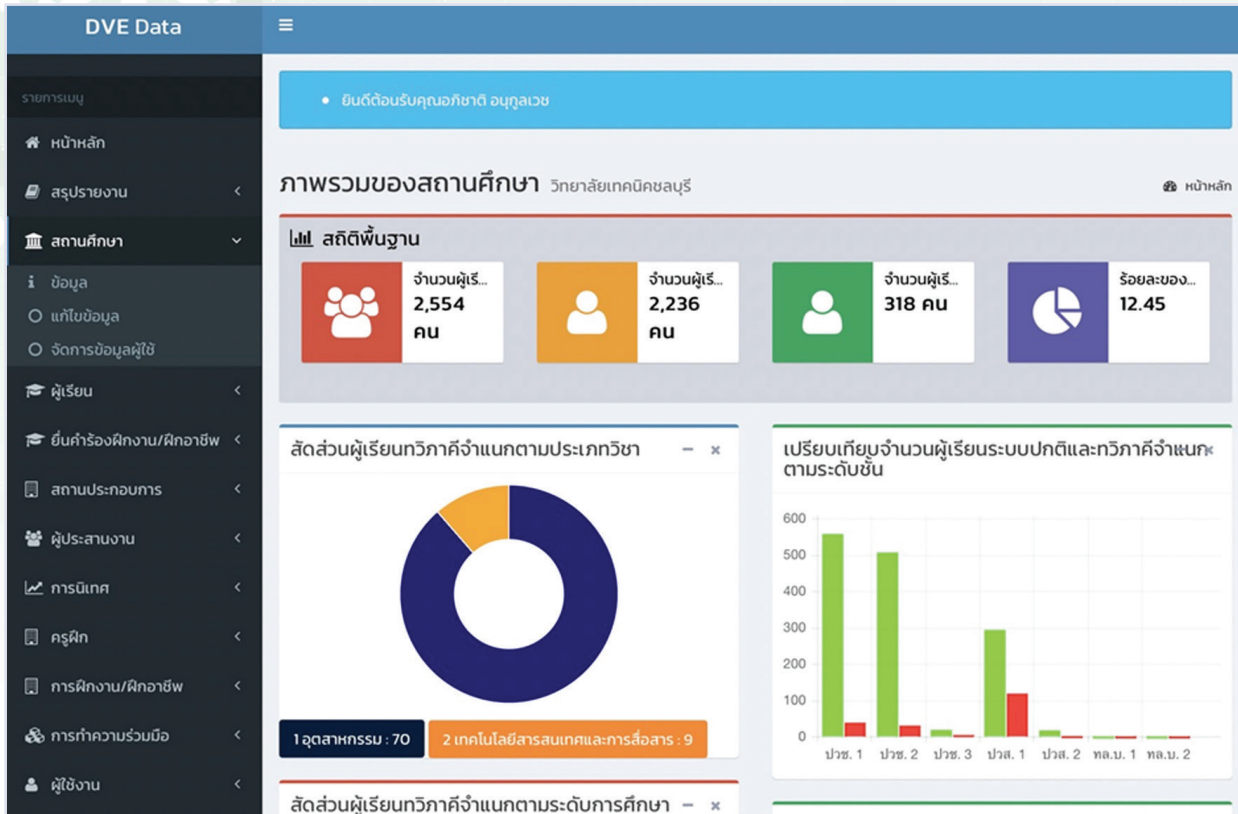 DVE Data
รายการเมนู
หน้าหลัก
สรุปรายงาน
สถานศึกษา
ข้อมูล
แก้ไขข้อมูล
จัดการข้อมูลผู้ใช้
ผู้เรียน
ยื่นคำร้องฝึกงาน/ฝึกอาชีพ
สถานประกอบการ
ผู้ประสานงาน
การนิเทศ
ครูฝึก
การฝึกงาน/ฝึกอาชีพ
การทำความร่วมมือ
ผู้ใช้งาน
ยินดีต้อนรับคุณอภิชาติ อนุกูลเวช
ภาพรวมของสถานศึกษา วิทยาลัยเทคนิคชลบุรี
หน้าหลัก
สถิติพื้นฐาน
จำนวนผู้เรี...
2,554
คน
จำนวนผู้เรี...
2,236
คน
จำนวนผู้เรี...
318 คน
ร้อยละของ...
12.45
สัดส่วนผู้เรียนทวิภาคีจำแนกตามประเภทวิชา
1 อุตสาหกรรม : 70
2 เทคโนโลยีสารสนเทศและการสื่อสาร : 9
สัดส่วนผู้เรียนทวิภาคีจำแนกตามระดับการศึกษา
เปรียบเทียบจำนวนผู้เรียนระบบปกติและทวิภาคีจำแนก
ตามระดับชั้น
600
500
400
300
200
100
0
ปวช. 1 ปวช. 2 ปวช. 3 ปวส. 1 ปวส. 2 ทล.บ. 1 ทล.บ. 2